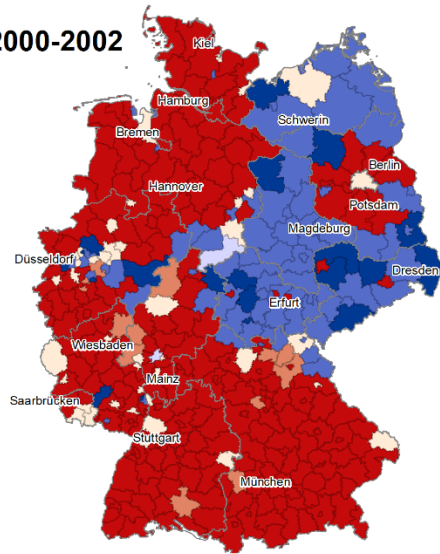 2000-2002
Kiel
Hamburg
Schwerin
Bremen
Berlin
Hannover
Potsdam
Magdeburg
Düsseldorf
Dresden
Erfurt
Wiesbaden
Mainz
Saarbrücken
Stuttgart
München